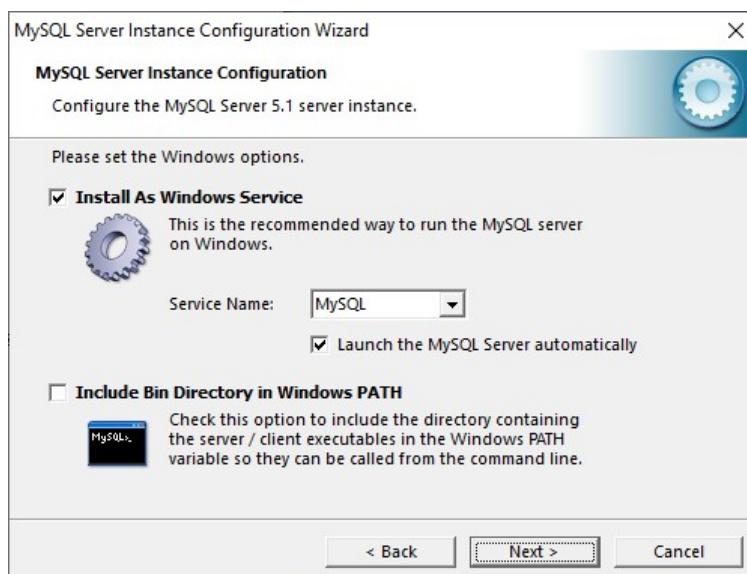 MySQL Server Instance Configuration Wizard
MySQL Server Instance Configuration
Configure the MySQL Server 5.1 server instance.
Please set the Windows options.
Install As Windows Service
This is the recommended way to run the MySQL server
on Windows.
Service Name:
MySQL
Launch the MySQL Server automatically
Include Bin Directory in Windows PATH
MySQL>_
Check this option to include the directory containing
the server / client executables in the Windows PATH
variable so they can be called from the command line.
< Back
Next >
Cancel